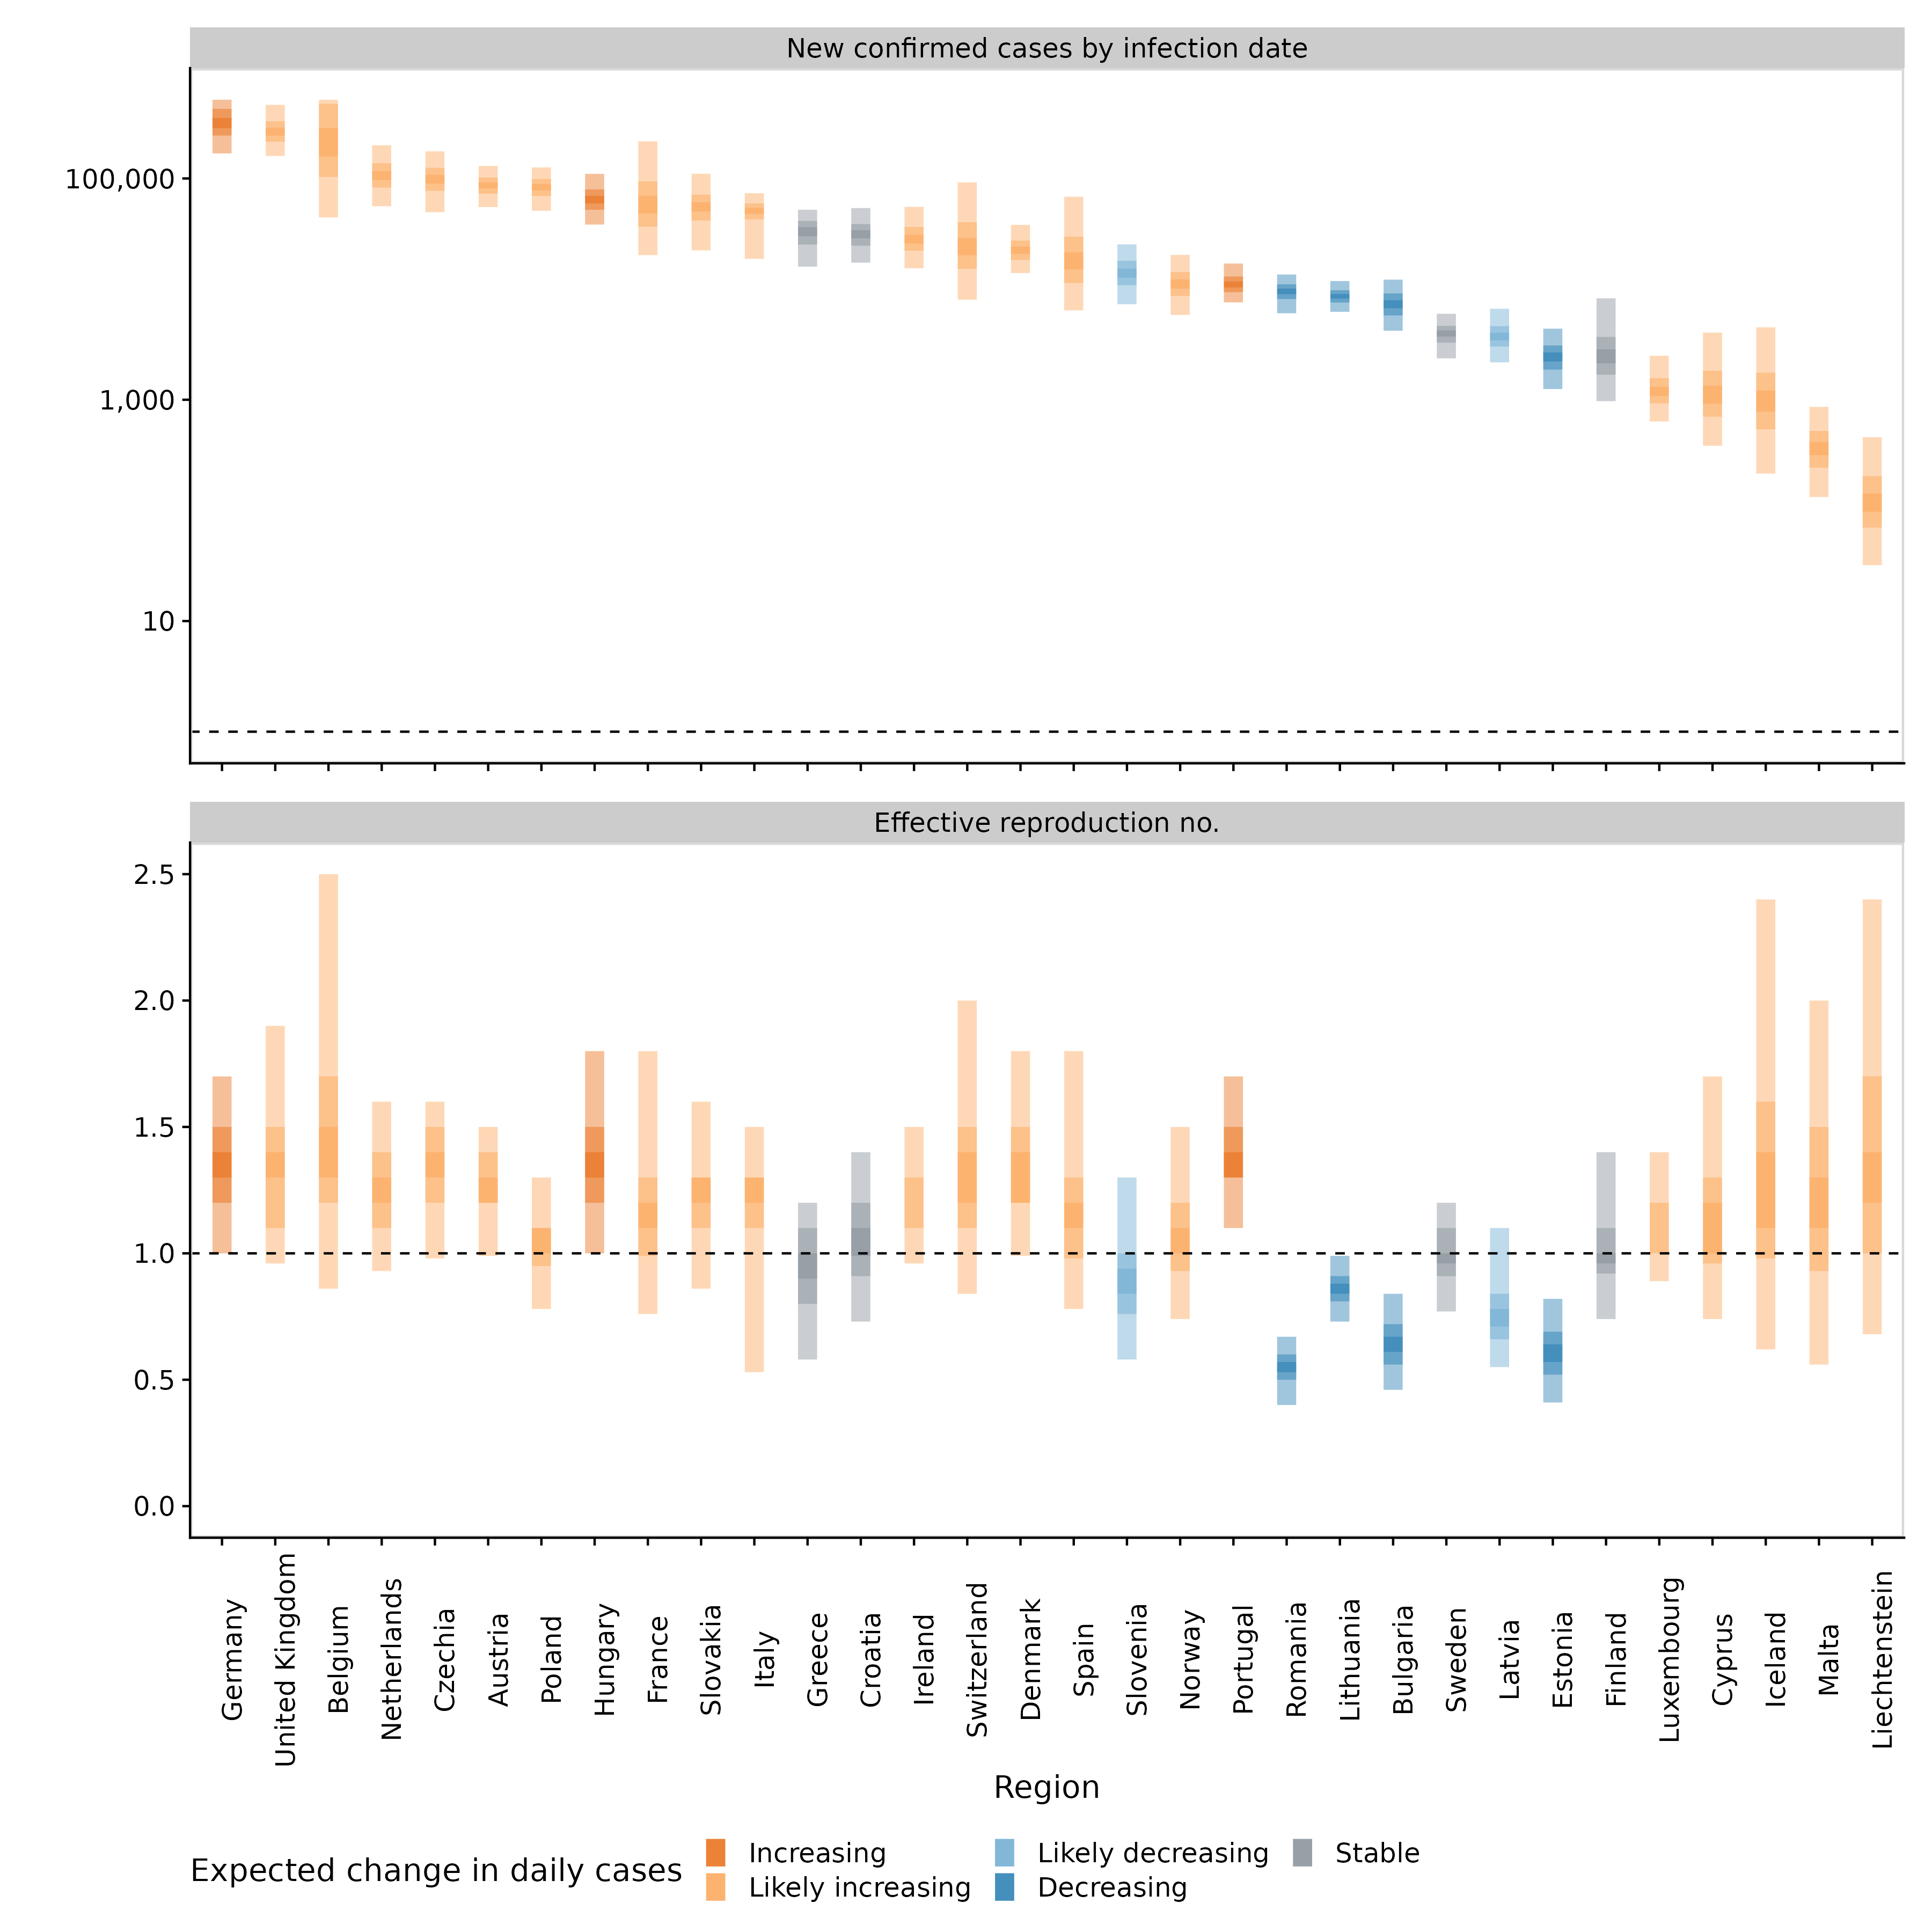 New confirmed cases by infection date
100,000
1,000
10
Effective reproduction no.
2.5
2.0
1.5
1.0
0.5
0.0
Germany
United Kingdom
Belgium
Netherlands
Czechia
Austria
Poland
Hungary
France
Slovakia
Italy
Greece
Croatia
Ireland
Switzerland
Denmark
Spain
Slovenia
Norway
Portugal
Romania
Lithuania
Bulgaria
Sweden
Latvia
Estonia
Finland
Luxembourg
Cyprus
Iceland
Malta
Liechtenstein
Region
Expected change in daily cases
Increasing
Likely increasing
Likely decreasing
Decreasing
Stable